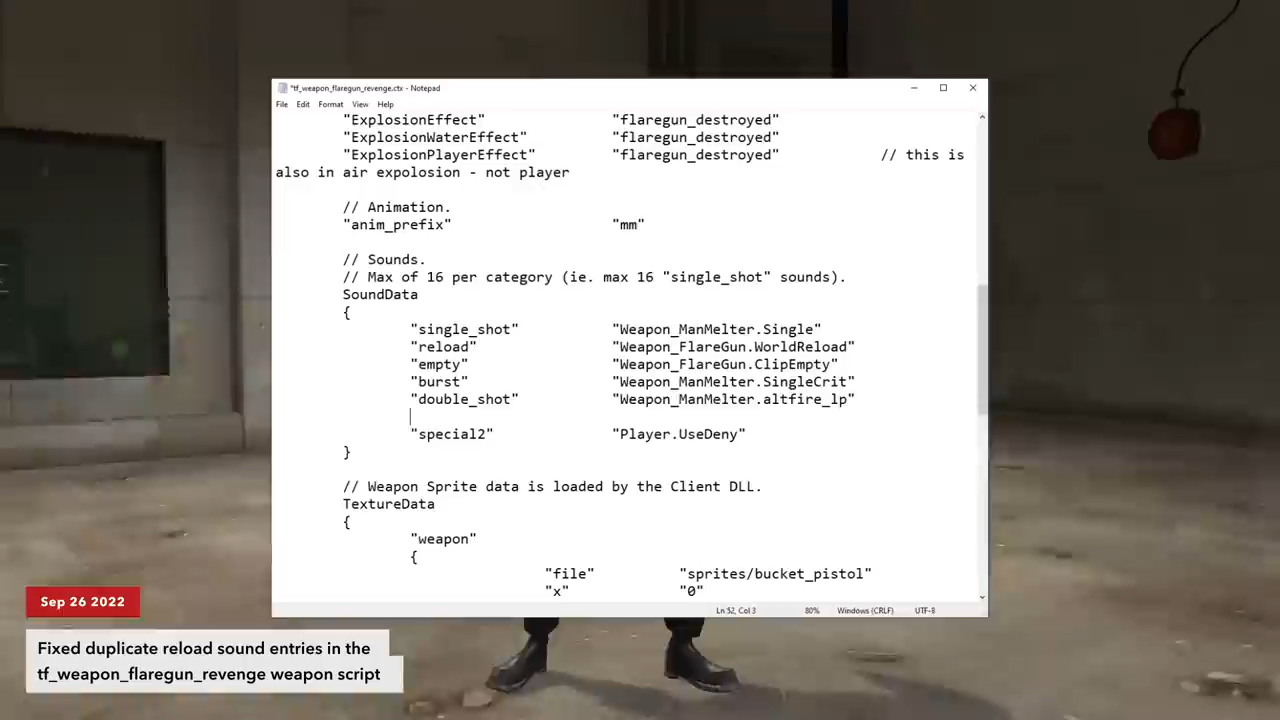 *tf_weapon_flaregun_revenge.ctx - Notepad
File Edit Format View Help
"ExplosionEffect" "flaregun_destroyed"
"ExplosionWaterEffect" "flaregun_destroyed"
"ExplosionPlayerEffect" "flaregun_destroyed" // this is
also in air expolosion - not player
// Animation.
"anim_prefix" "mm"
// Sounds.
// Max of 16 per category (ie. max 16 "single_shot" sounds).
SoundData
{
"single_shot" "Weapon_ManMelter.Single"
"reload" "Weapon_FlareGun.WorldReload"
"empty" "Weapon_FlareGun.ClipEmpty"
"burst" "Weapon_ManMelter.SingleCrit"
"double_shot" "Weapon_ManMelter.altfire_lp"
"special2" "Player.UseDeny"
}
// Weapon Sprite data is loaded by the Client DLL.
TextureData
{
"weapon"
{
"file" "sprites/bucket_pistol"
"x" "0"
Ln 52, Col 3 80% Windows (CRLF) UTF-8
Sep 26 2022
Fixed duplicate reload sound entries in the
tf_weapon_flaregun_revenge weapon script